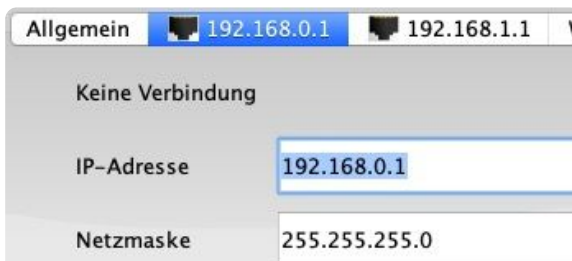 Allgemein 192.168.0.1 192.168.1.1
Keine Verbindung
IP-Adresse 192.168.0.1
Netzmaske 255.255.255.0